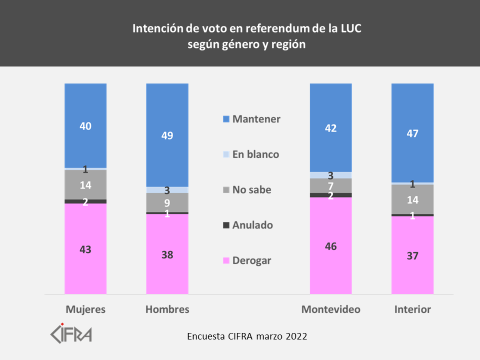 Intención de voto en referendum de la LUC
según género y región
40
1
14
2
43
49
3
9
1
38
Mantener
En blanco
No sabe
Anulado
Derogar
42
3
7
2
46
47
1
14
1
37
Mujeres Hombres Montevideo Interior
CIFRA
Encuesta CIFRA marzo 2022